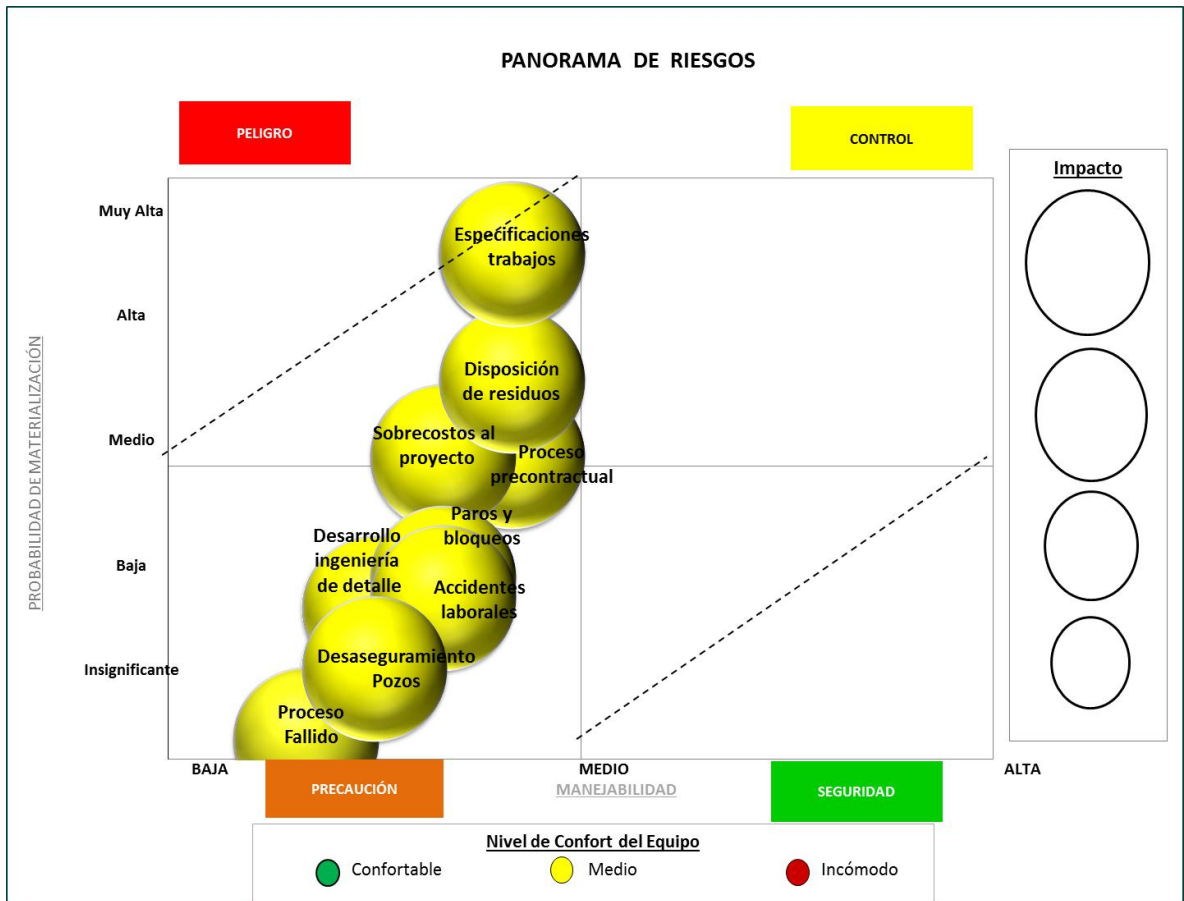 PANORAMA DE RIESGOS
PELIGRO
CONTROL
Impacto
PROBABILIDAD DE MATERIALIZACIÓN
Muy Alta
Alta
Medio
Baja
Insignificante
Especificaciones
trabajos
Disposición
de residuos
Sobrecostos al
proyecto
Proceso
precontractual
Paros y
bloqueos
Desarrollo
ingeniería
de detalle
Accidentes
laborales
Desaseguramiento
Pozos
Proceso
Fallido
BAJA
MEDIO
ALTA
PRECAUCIÓN
MANEJABILIDAD
SEGURIDAD
Nivel de Confort del Equipo
Confortable
Medio
Incómodo